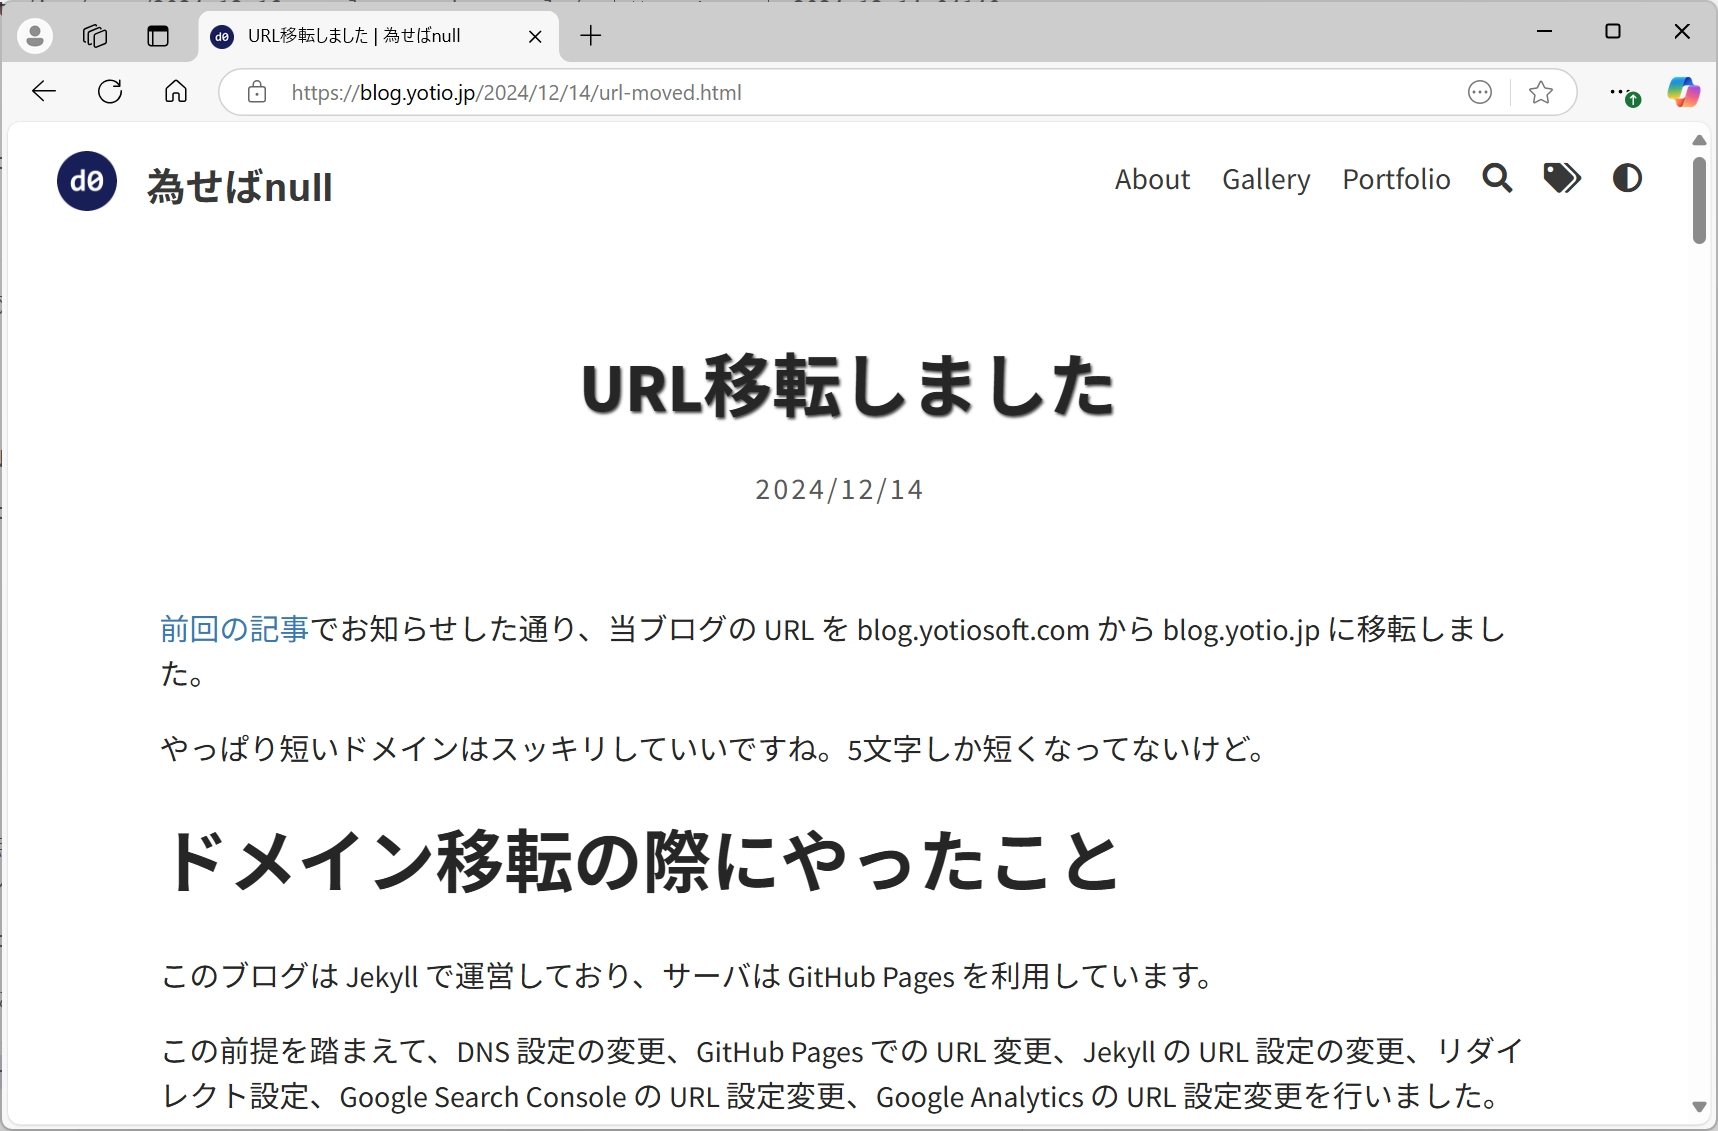 URL移転しました | 為せばnull
https://blog.yotio.jp/2024/12/14/url-moved.html
d0 為せばnull
About Gallery Portfolio
URL移転しました
2024/12/14
前回の記事でお知らせした通り、当ブログの URL を blog.yotiosoft.com から blog.yotio.jp に移転しまし
た。
やっぱり短いドメインはスッキリしていいですね。5文字しか短くなってないけど。
ドメイン移転の際にやったこと
このブログは Jekyll で運営しており、サーバは GitHub Pages を利用しています。
この前提を踏まえて、DNS 設定の変更、GitHub Pages での URL 変更、Jekyll の URL 設定の変更、リダイ
レクト設定、Google Search Console の URL 設定変更、Google Analytics の URL 設定変更を行いました。